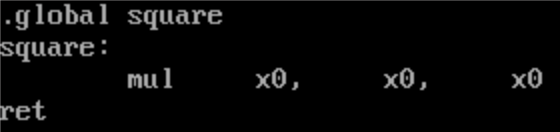 .global square
square:
mul x0, x0, x0
ret